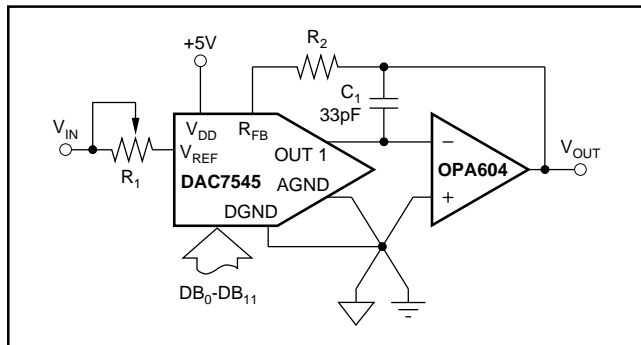 +5V
R2
C1
33pF
VIN
VDD
RFB
VREF
OUT 1
R1
DAC7545
AGND
DGND
DB0-DB11
−
OPA604
+
VOUT